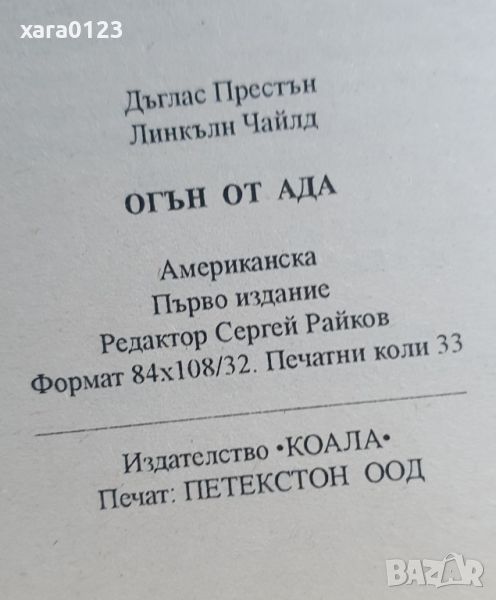 xara0123
Дъглас Престън
Линкълн Чайлд
ОГЪН ОТ АДА
Американска
Първо издание
Редактор Сергей Райков
Формат 84х108/32. Печатни коли 33
Издателство •КОАЛА•
Печат: ПЕТЕКСТОН ООД
BAZAR